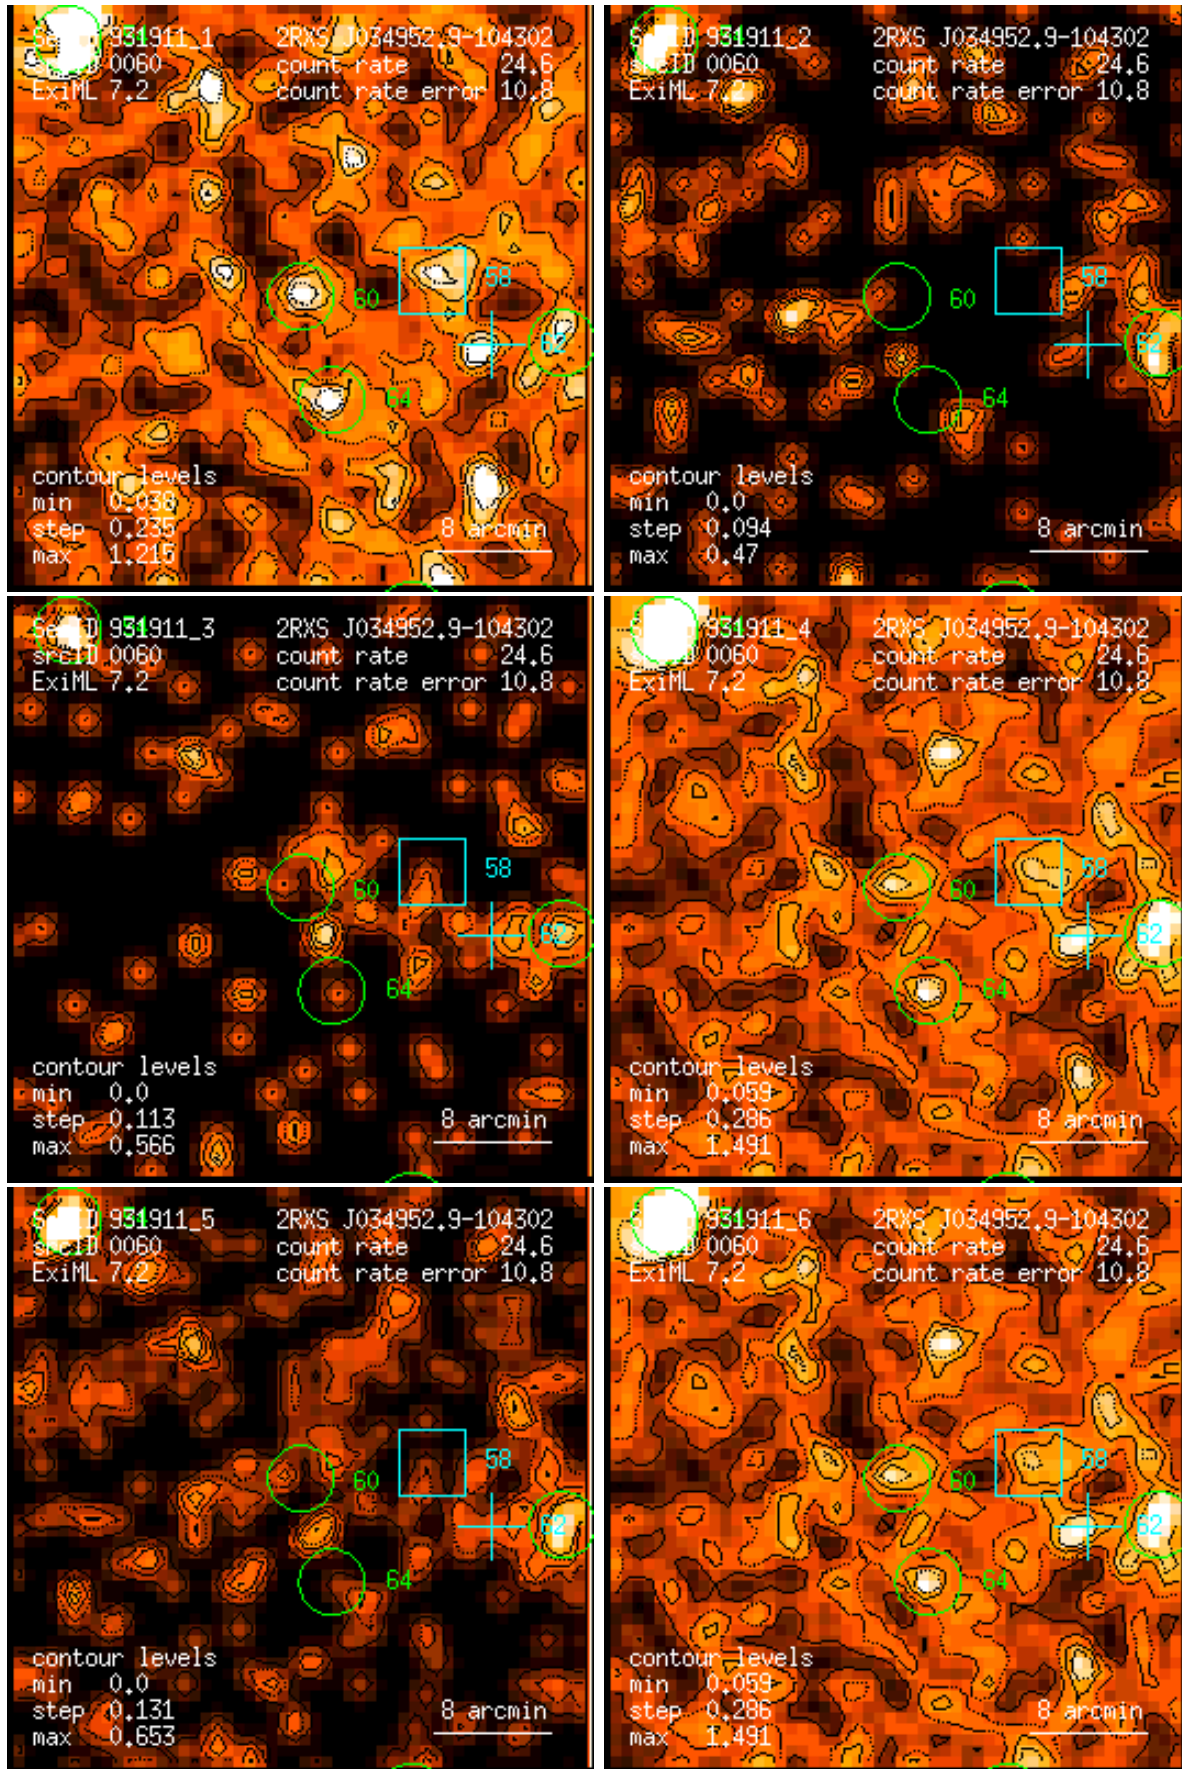 931911_1 2RXS J034952.9-104302
srcID 0060 count rate 24.6
ExiML 7.2 count rate error 10.8
58
60
62
64
contour levels
min 0.038
step 0.235
max 1.215
8 arcmin
931911_2 2RXS J034952.9-104302
srcID 0060 count rate 24.6
ExiML 7.2 count rate error 10.8
58
60
62
64
contour levels
min 0.0
step 0.094
max 0.47
8 arcmin
931911_3 2RXS J034952.9-104302
srcID 0060 count rate 24.6
ExiML 7.2 count rate error 10.8
58
60
62
64
contour levels
min 0.0
step 0.113
max 0.566
8 arcmin
931911_4 2RXS J034952.9-104302
srcID 0060 count rate 24.6
ExiML 7.2 count rate error 10.8
58
60
62
64
contour levels
min 0.059
step 0.286
max 1.491
8 arcmin
931911_5 2RXS J034952.9-104302
srcID 0060 count rate 24.6
ExiML 7.2 count rate error 10.8
58
60
62
64
contour levels
min 0.0
step 0.131
max 0.653
8 arcmin
931911_6 2RXS J034952.9-104302
srcID 0060 count rate 24.6
ExiML 7.2 count rate error 10.8
58
60
62
64
contour levels
min 0.059
step 0.286
max 1.491
8 arcmin